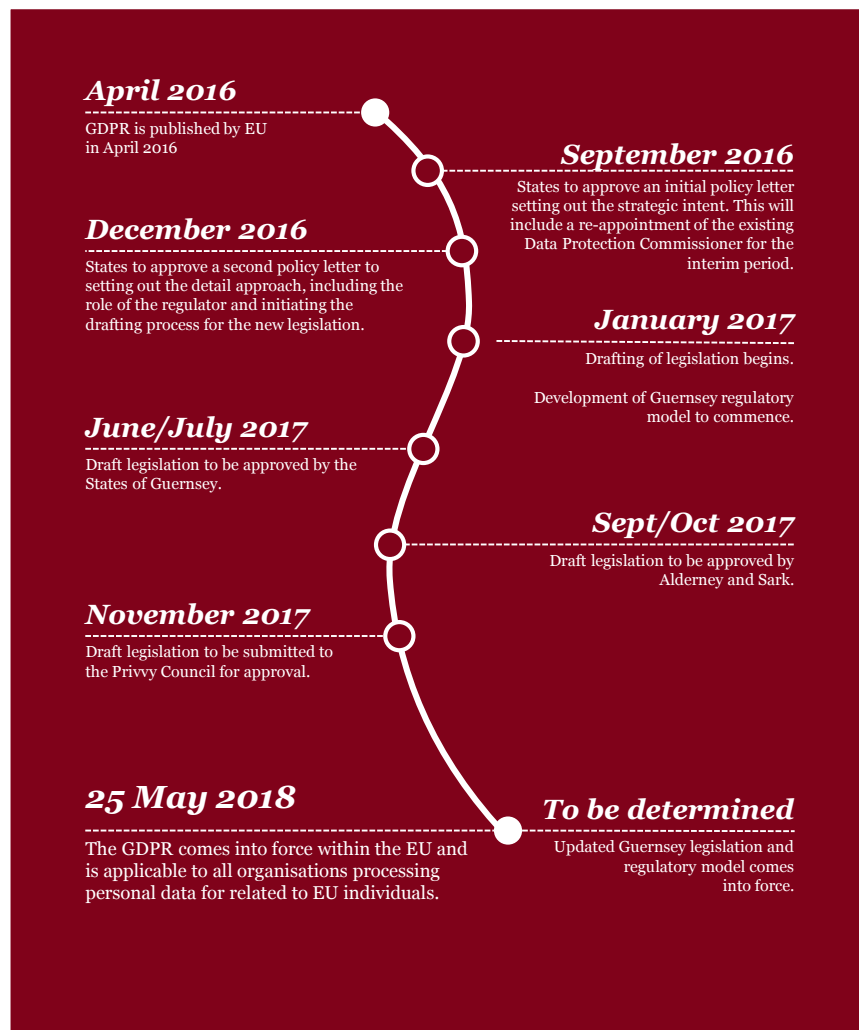 April 2016
GDPR is published by EU
in April 2016
September 2016
States to approve an initial policy letter
setting out the strategic intent. This will
include a re-appointment of the existing
Data Protection Commissioner for the
interim period.
December 2016
States to approve a second policy letter to
setting out the detail approach, including the
role of the regulator and initiating the
drafting process for the new legislation.
January 2017
Drafting of legislation begins.
Development of Guernsey regulatory
model to commence.
June/July 2017
Draft legislation to be approved by the
States of Guernsey.
Sept/Oct 2017
Draft legislation to be approved by
Alderney and Sark.
November 2017
Draft legislation to be submitted to
the Privvy Council for approval.
25 May 2018
The GDPR comes into force within the EU and
is applicable to all organisations processing
personal data for related to EU individuals.
To be determined
Updated Guernsey legislation and
regulatory model comes
into force.